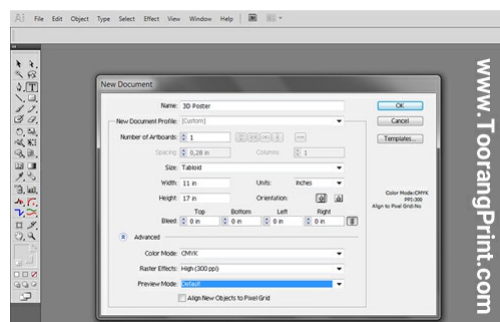 Ai File Edit Object Type Select Effect View Window Help
New Document
Name: 3D Poster
OK
New Document Profile: [Custom]
Cancel
Number of Artboards: 1
Templates...
Spacing: 0.28 in Columns: 1
Size: Tabloid
Width: 11 in Units: Inches
Height: 17 in Orientation:
Color Mode:CMYK
PPI:300
Align to Pixel Grid:No
Top Bottom Left Right
Bleed: 0 in 0 in 0 in 0 in
Advanced
Color Mode: CMYK
Raster Effects: High (300 ppi)
Preview Mode: Default
Align New Objects to Pixel Grid
www.ToorangPrint.com